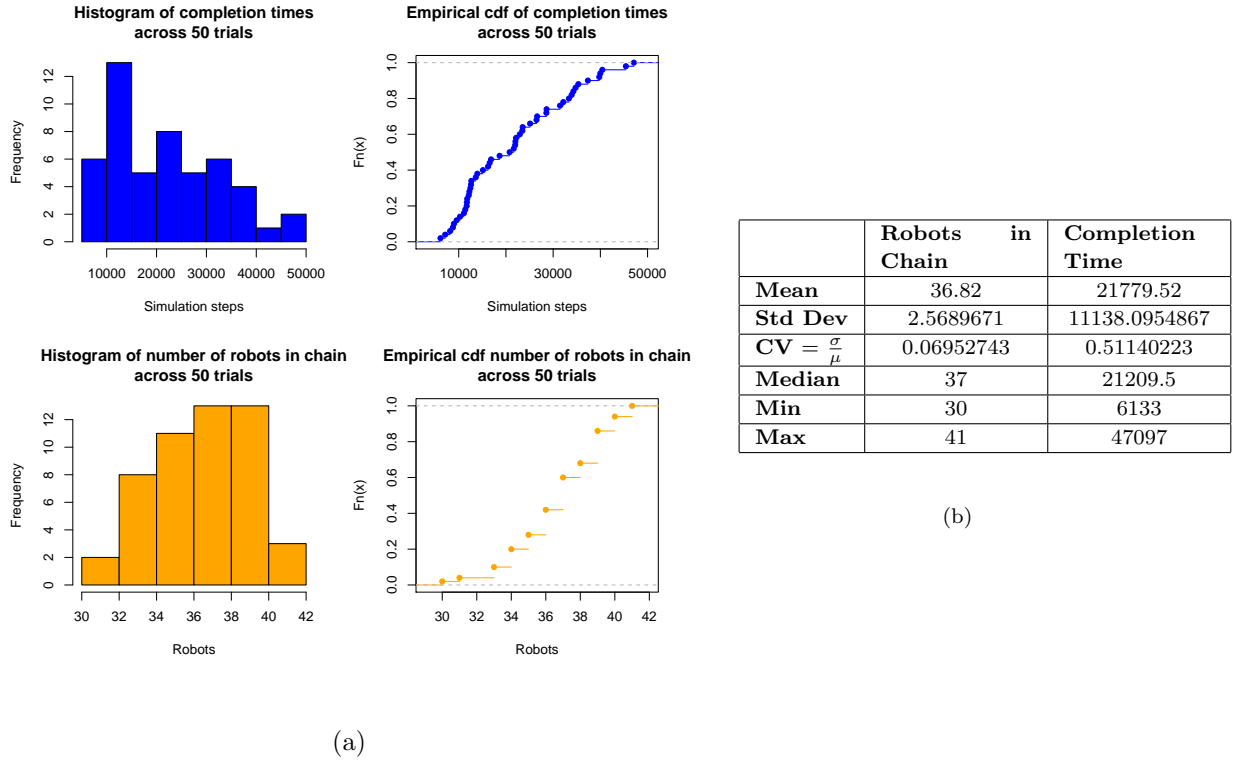 Histogram of completion times
across 50 trials
Frequency
0 2 4 6 8 10 12
10000 20000 30000 40000 50000
Simulation steps
Empirical cdf of completion times
across 50 trials
Fn(x)
0.0 0.2 0.4 0.6 0.8 1.0
10000 30000 50000
Simulation steps
Histogram of number of robots in chain
across 50 trials
Frequency
0 2 4 6 8 10 12
30 32 34 36 38 40 42
Robots
Empirical cdf number of robots in chain
across 50 trials
Fn(x)
0.0 0.2 0.4 0.6 0.8 1.0
30 32 34 36 38 40 42
Robots
(a)
Robots in Completion
Chain Time
Mean 36.82 21779.52
Std Dev 2.5689671 11138.0954867
CV = σ/μ 0.06952743 0.51140223
Median 37 21209.5
Min 30 6133
Max 41 47097
(b)